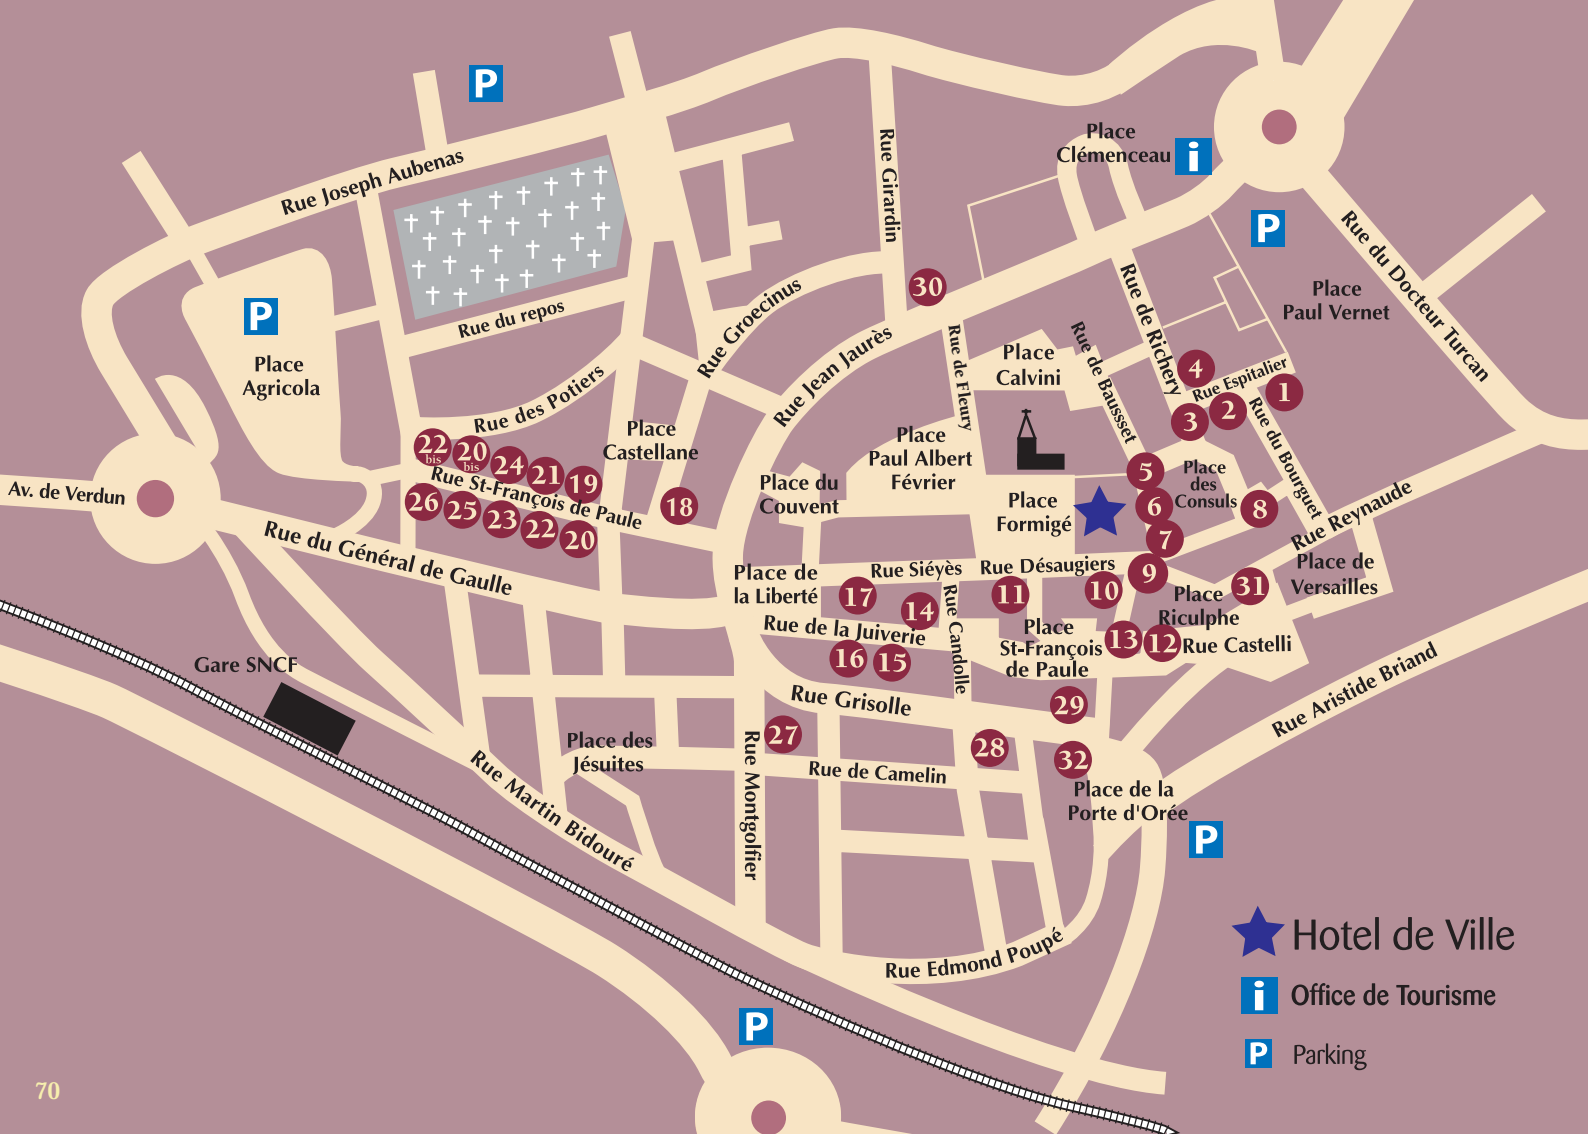 P
Place
Clémenceau
i
Rue Joseph Aubenas
Rue Girardin
P
Rue du Docteur Turcan
P
Place
Agricola
Rue du repos
Rue Groecinus
30
Rue de Richery
Place
Paul Vernet
Rue Jean Jaurès
Rue de Fleury
Place
Calvini
Rue de Baussset
4
Rue Espitalier
1
2
3
Rue du Bourguet
Rue des Potiers
Place
Castellane
Place
Paul Albert
Février
22
bis
20
bis
24
21
19
Rue St-François de Paule
26
25
23
22
20
18
Place du
Couvent
Place
Formigé
5
6
7
Place
des
Consuls
8
Rue Reynaude
Av. de Verdun
Rue du Général de Gaulle
Place de
la Liberté
Rue Siéyès
Rue Désaugiers
9
10
11
17
14
31
Place de
Versailles
Place
Riculphe
Rue de la Juiverie
Rue Candolle
16
15
Place
St-François
de Paule
13
12
Rue Castelli
Gare SNCF
Rue Grisolle
29
Rue Aristide Briand
27
28
32
Place des
Jésuites
Rue Montgolfier
Rue de Camelin
Place de la
Porte d'Orée
P
Rue Martin Bidouré
Rue Edmond Poupé
P
Hotel de Ville
i
Office de Tourisme
P
Parking
70